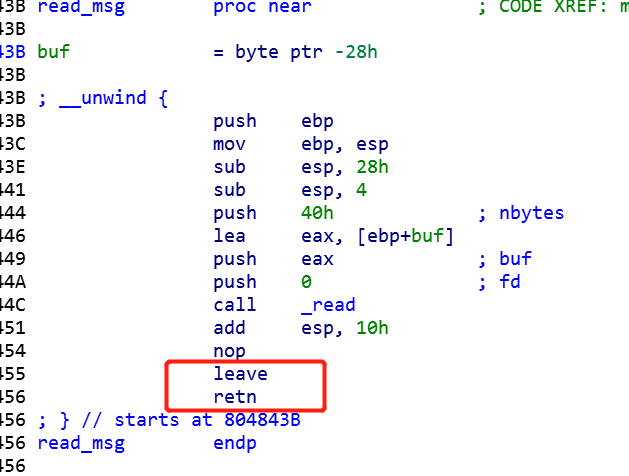 43B read_msg proc near ; CODE XREF: m
43B
43B buf = byte ptr -28h
43B
43B ; __unwind {
43B push ebp
43C mov ebp, esp
43E sub esp, 28h
441 sub esp, 4
444 push 40h ; nbytes
446 lea eax, [ebp+buf]
449 push eax ; buf
44A push 0 ; fd
44C call _read
451 add esp, 10h
454 nop
455 leave
456 retn
456 ; } // starts at 804843B
456 read_msg endp
456